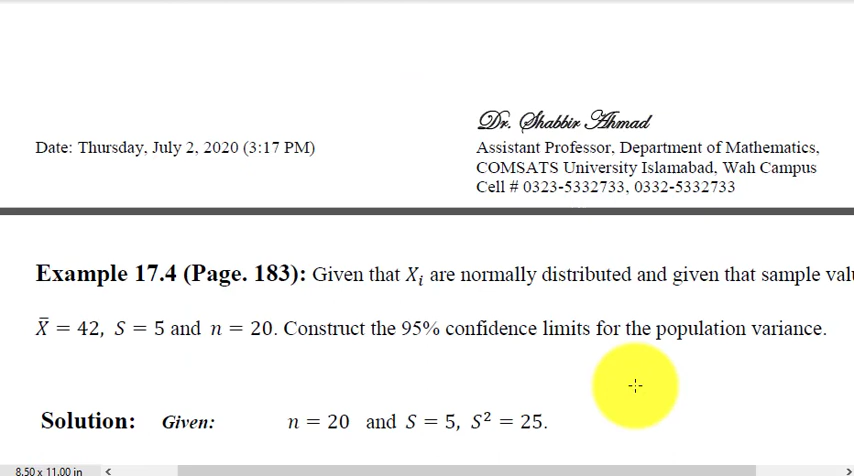 Dr. Shabbir Ahmad
Date: Thursday, July 2, 2020 (3:17 PM)
Assistant Professor, Department of Mathematics,
COMSATS University Islamabad, Wah Campus
Cell # 0323-5332733, 0332-5332733
Example 17.4 (Page. 183): Given that Xᵢ are normally distributed and given that sample valu
X̄ = 42, S = 5 and n = 20. Construct the 95% confidence limits for the population variance.
Solution: Given: n = 20 and S = 5, S² = 25.
8.50 x 11.00 in